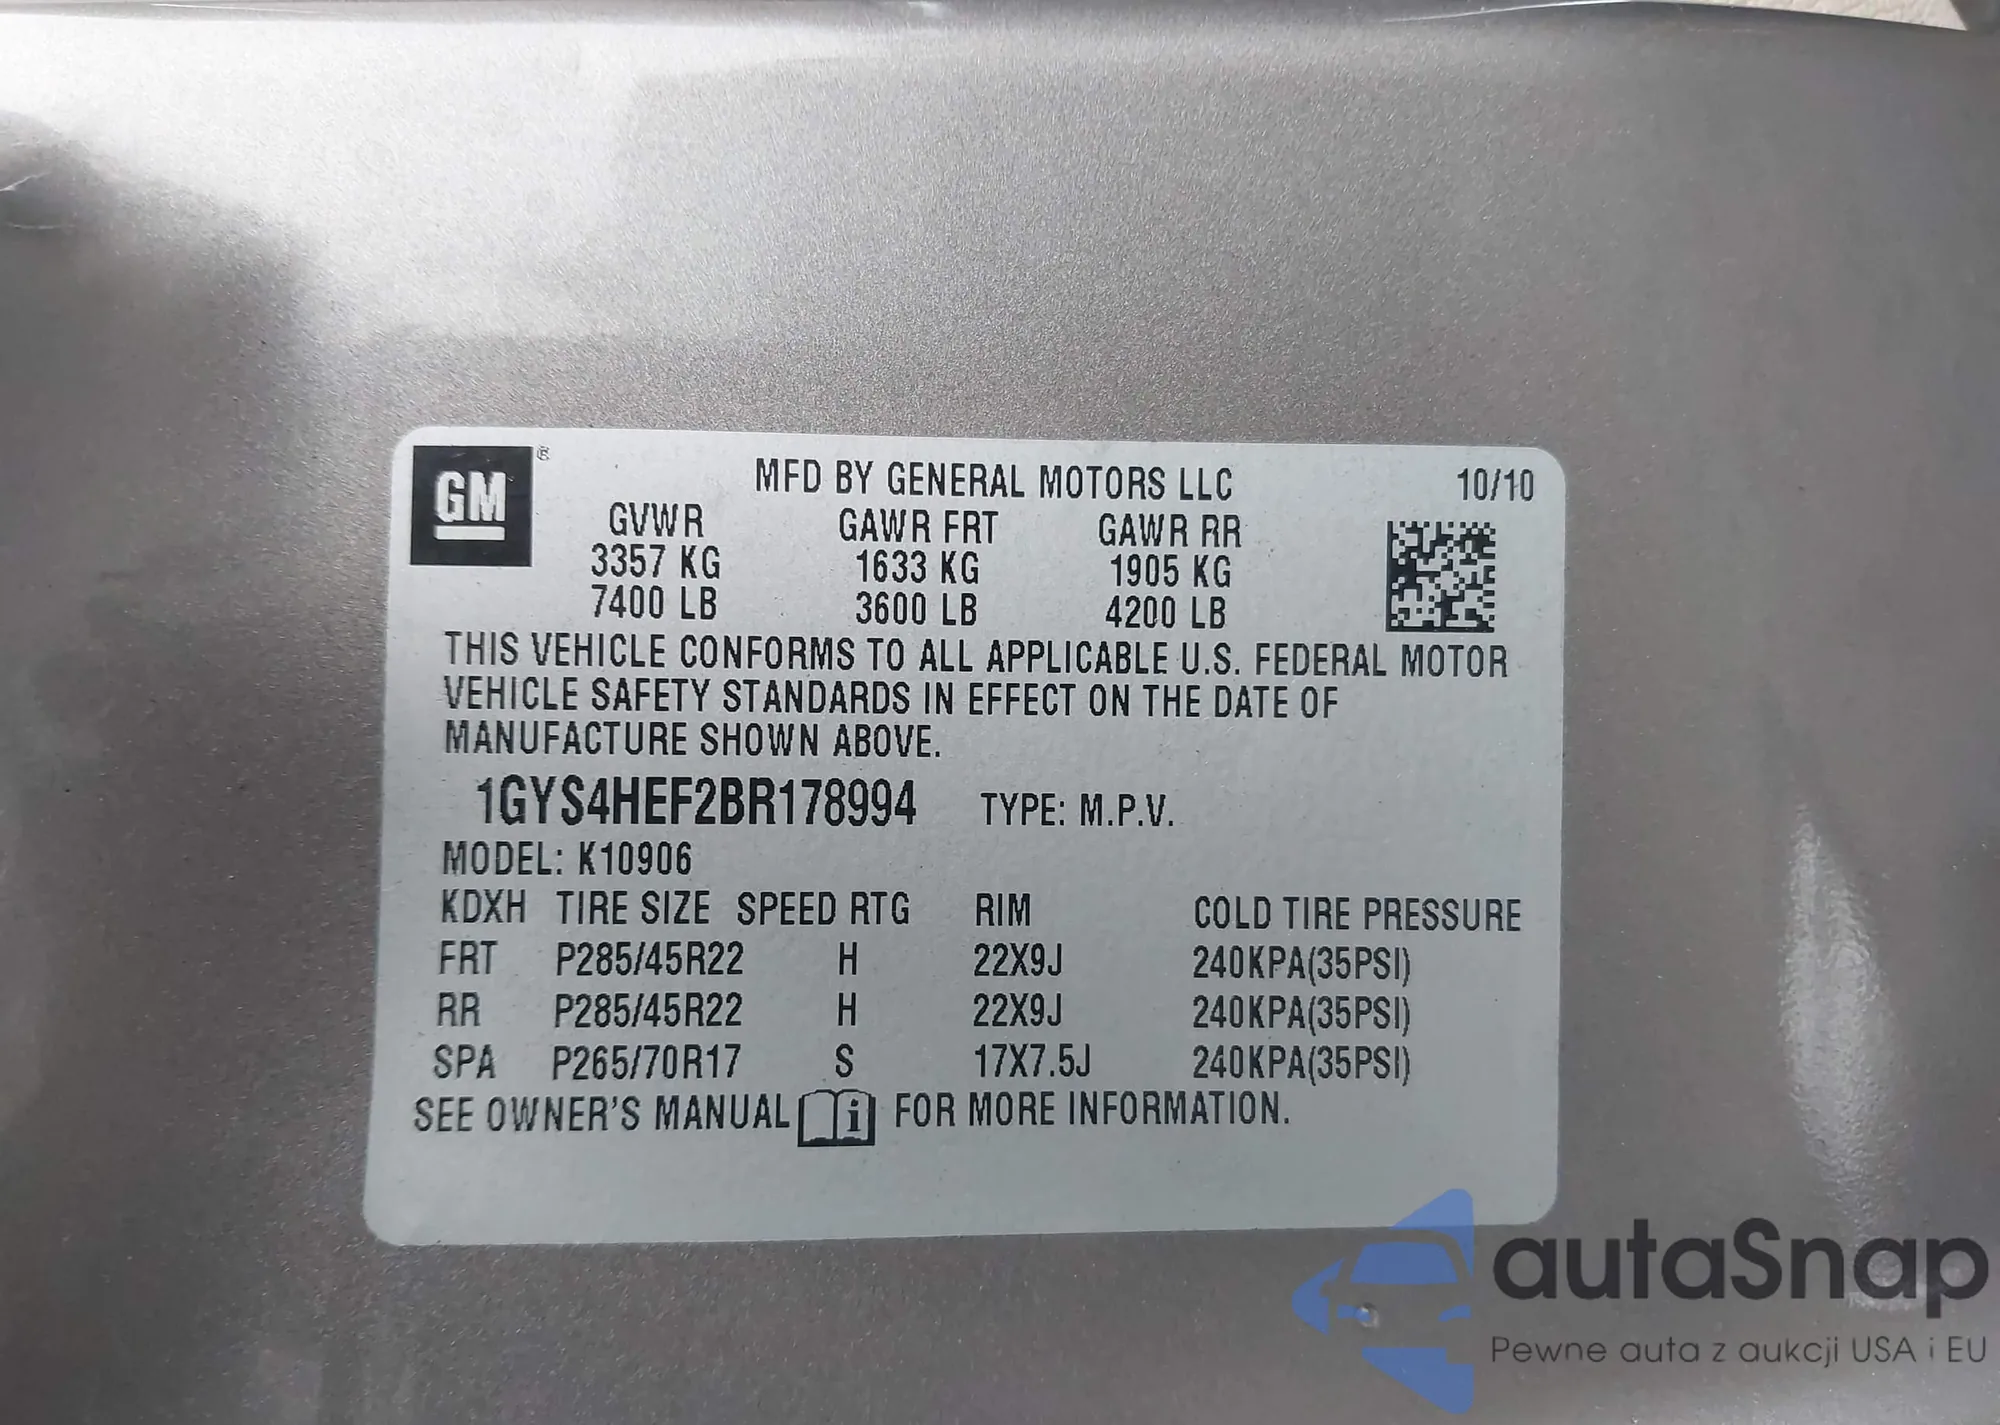 GM ®
MFD BY GENERAL MOTORS LLC 10/10
GVWR GAWR FRT GAWR RR
3357 KG 1633 KG 1905 KG
7400 LB 3600 LB 4200 LB
THIS VEHICLE CONFORMS TO ALL APPLICABLE U.S. FEDERAL MOTOR
VEHICLE SAFETY STANDARDS IN EFFECT ON THE DATE OF
MANUFACTURE SHOWN ABOVE.
1GYS4HEF2BR178994 TYPE: M.P.V.
MODEL: K10906
KDXH TIRE SIZE SPEED RTG RIM COLD TIRE PRESSURE
FRT P285/45R22 H 22X9J 240KPA(35PSI)
RR P285/45R22 H 22X9J 240KPA(35PSI)
SPA P265/70R17 S 17X7.5J 240KPA(35PSI)
SEE OWNER'S MANUAL i FOR MORE INFORMATION.
autaSnap
Pewne auta z aukcji USA i EU